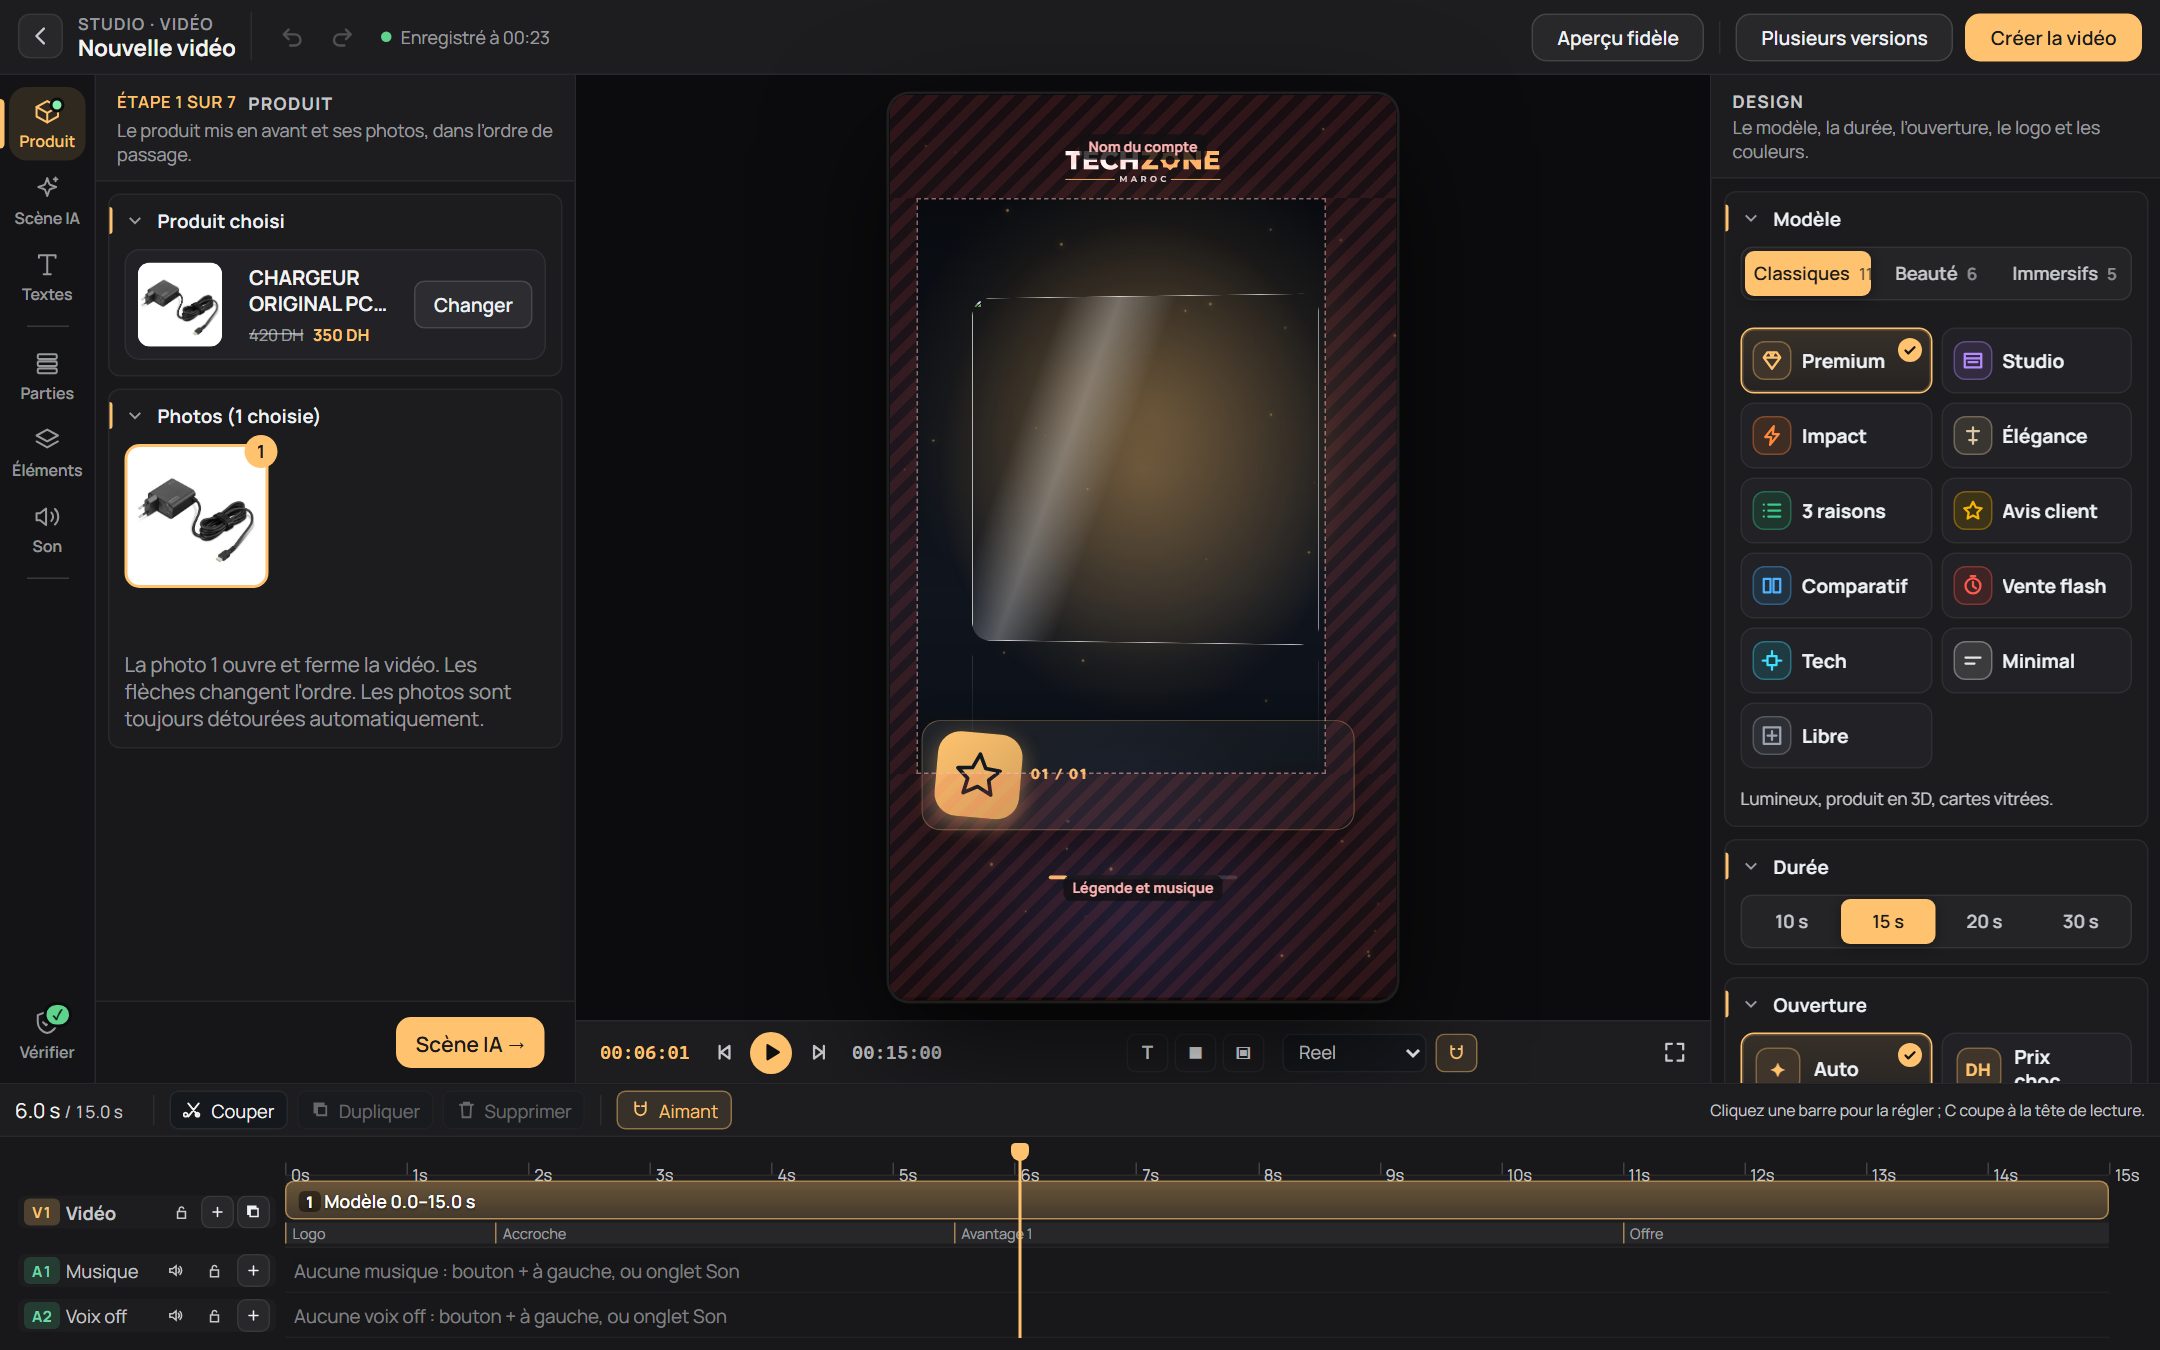 STUDIO · VIDÉO
Nouvelle vidéo
Enregistré à 00:23
Aperçu fidèle
Plusieurs versions
Créer la vidéo
Produit
Scène IA
Textes
Parties
Éléments
Son
Vérifier
ÉTAPE 1 SUR 7 PRODUIT
Le produit mis en avant et ses photos, dans l'ordre de
passage.
Produit choisi
CHARGEUR
ORIGINAL PC...
420 DH 350 DH
Changer
Photos (1 choisie)
1
La photo 1 ouvre et ferme la vidéo. Les
flèches changent l'ordre. Les photos sont
toujours détourées automatiquement.
Scène IA →
Nom du compte
TECHZONE
MAROC
01 / 01
Légende et musique
00:06:01
00:15:00
T
Reel
DESIGN
Le modèle, la durée, l'ouverture, le logo et les
couleurs.
Modèle
Classiques 11
Beauté 6
Immersifs 5
Premium
Studio
Impact
Élégance
3 raisons
Avis client
Comparatif
Vente flash
Tech
Minimal
Libre
Lumineux, produit en 3D, cartes vitrées.
Durée
10 s
15 s
20 s
30 s
Ouverture
Auto
DH
Prix
choc
6.0 s / 15.0 s
Couper
Dupliquer
Supprimer
Aimant
Cliquez une barre pour la régler ; C coupe à la tête de lecture.
0s 1s 2s 3s 4s 5s 6s 7s 8s 9s 10s 11s 12s 13s 14s 15s
V1 Vidéo
1 Modèle 0.0–15.0 s
Logo
Accroche
Avantage 1
Offre
A1 Musique
Aucune musique : bouton + à gauche, ou onglet Son
A2 Voix off
Aucune voix off : bouton + à gauche, ou onglet Son